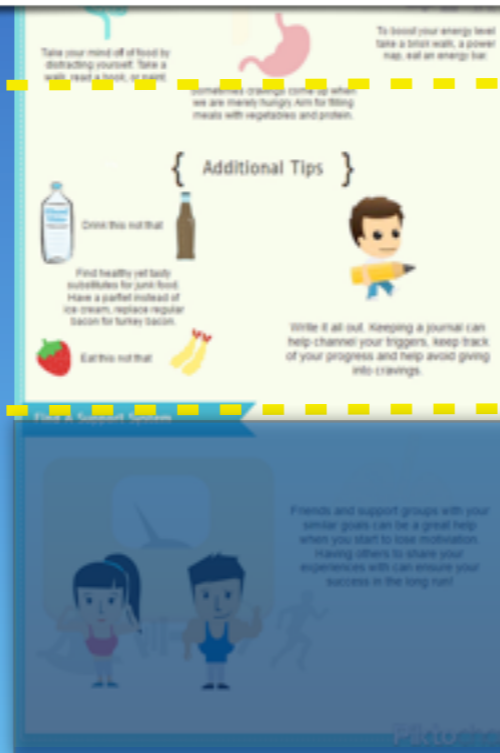 Take your mind off of food by
distracting yourself. Take a
walk, read a book, or paint.
To boost your energy level
take a brisk walk, a power
nap, eat an energy bar.
Sometimes cravings come up when
we are merely hungry. Aim for filling
meals with vegetables and protein.
{ Additional Tips }
Drink this not that
Find healthy yet tasty
substitutes for junk food.
Have a parfait instead of
ice cream, replace regular
bacon for turkey bacon.
Eat this not that
Write it all out. Keeping a journal can
help channel your triggers, keep track
of your progress and help avoid giving
into cravings.
Find A Support System
Friends and support groups with your
similar goals can be a great help
when you start to lose motivation.
Having others to share your
experiences with can ensure your
success in the long run!